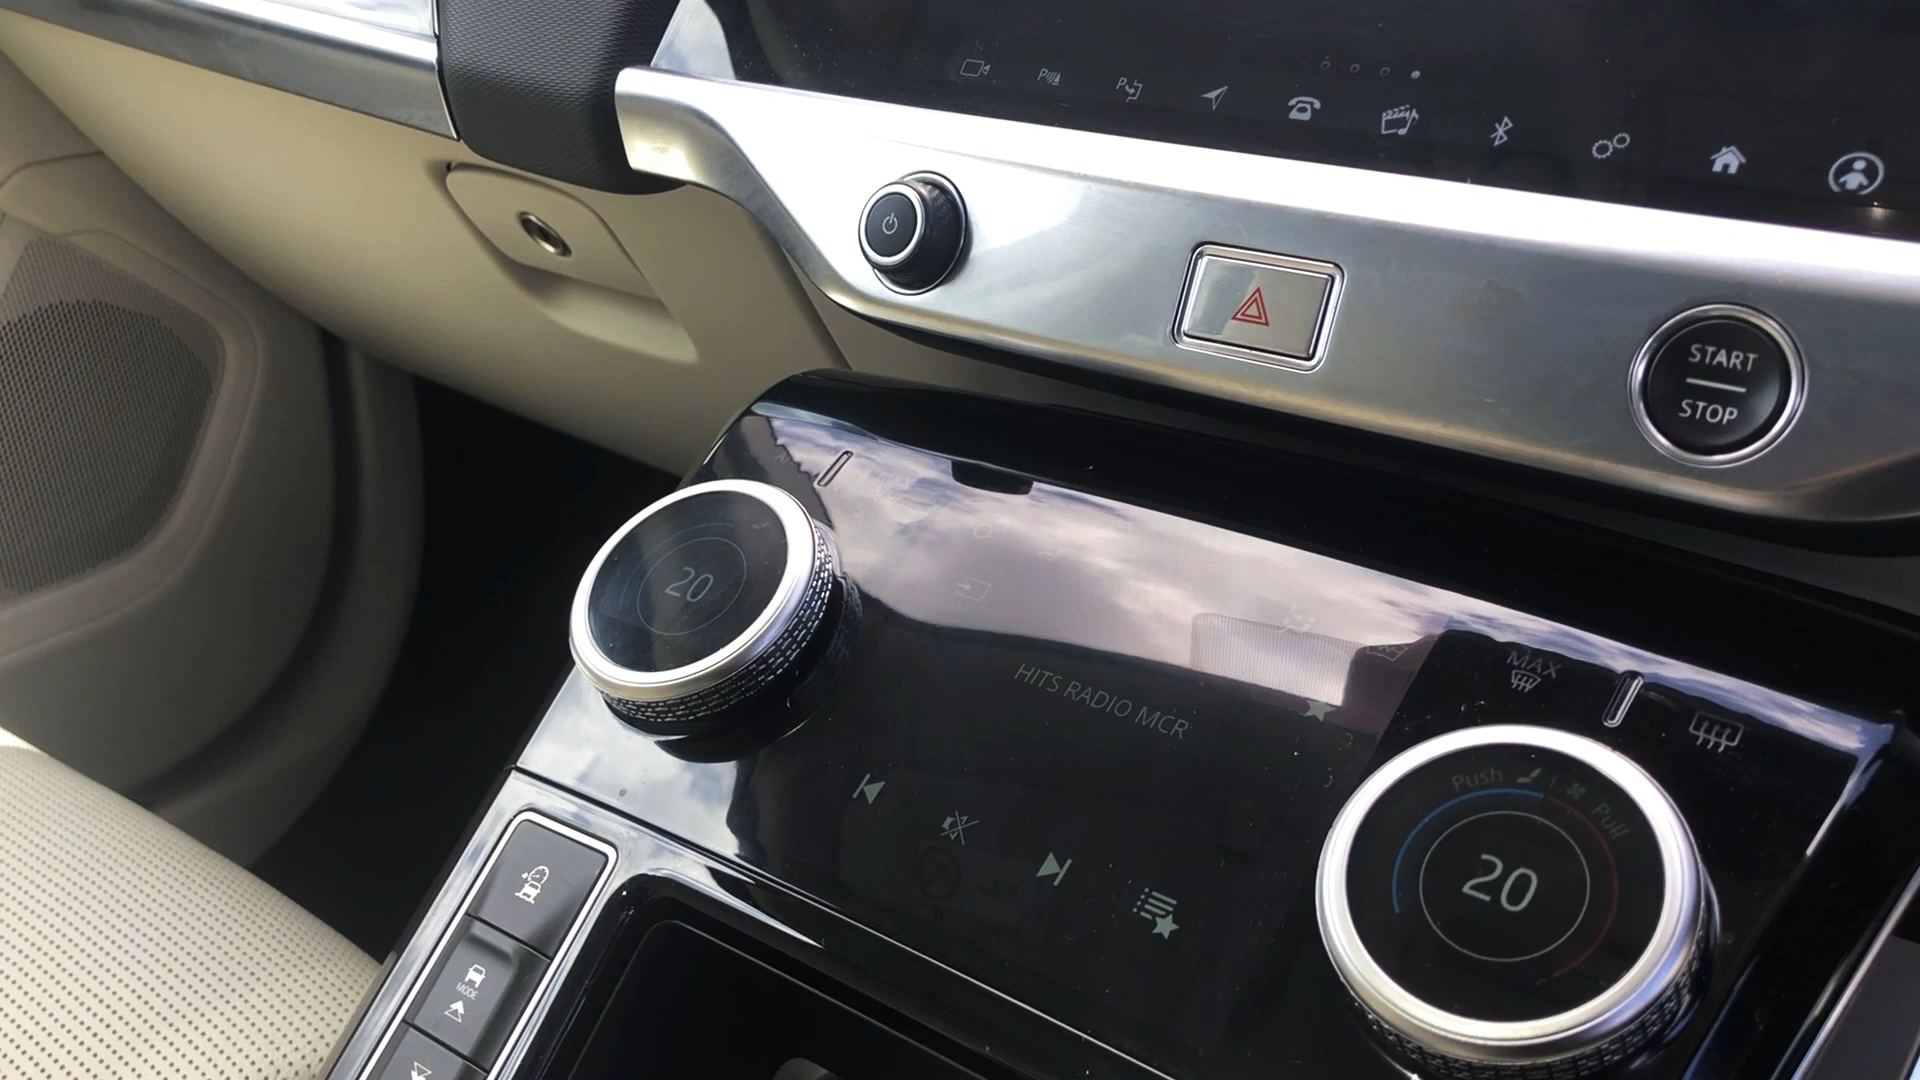 START
STOP
20
HITS RADIO MCR
MAX
Push
Pull
20
MODE